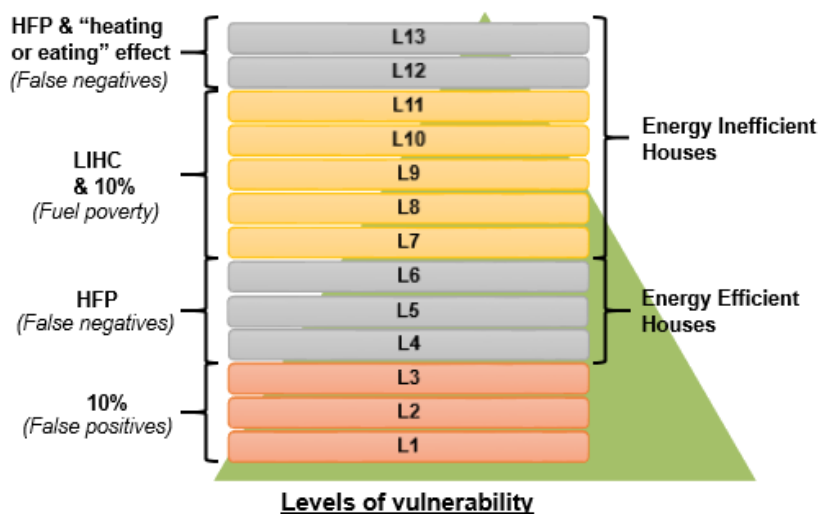 HFP & “heating
or eating” effect
(False negatives)
L13
L12
L11
L10
LIHC
& 10%
(Fuel poverty)
L9
L8
L7
Energy Inefficient
Houses
HFP
(False negatives)
L6
L5
L4
Energy Efficient
Houses
10%
(False positives)
L3
L2
L1
Levels of vulnerability